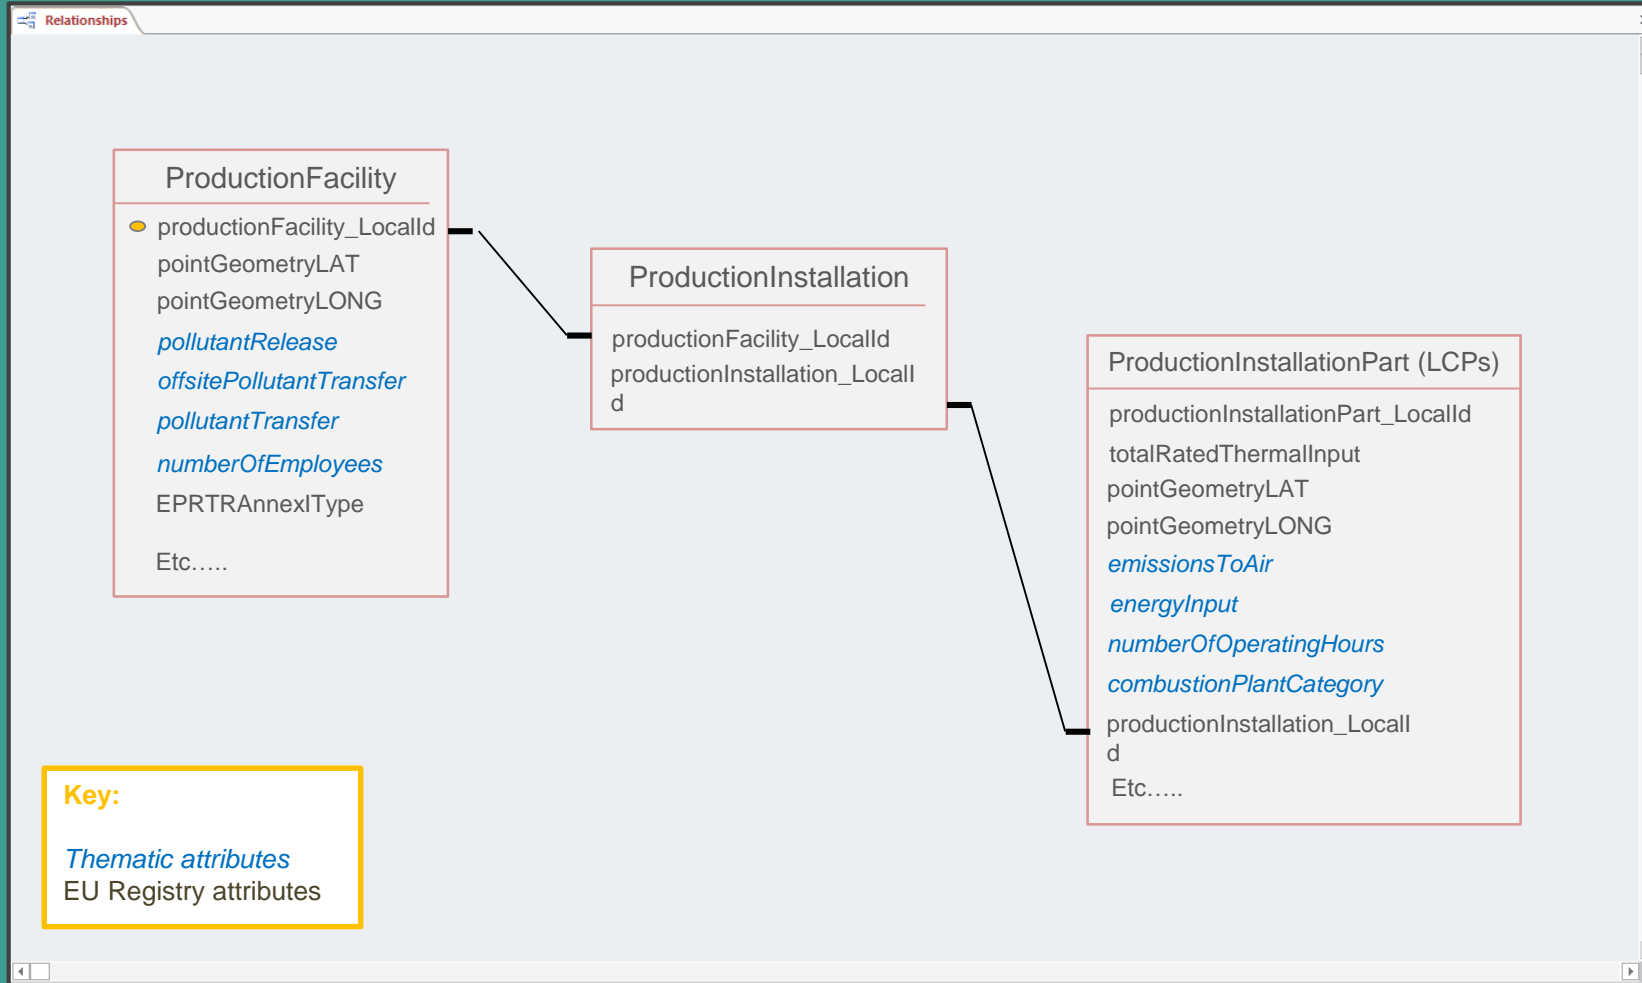 Relationships
ProductionFacility
productionFacility_LocalId
pointGeometryLAT
pointGeometryLONG
pollutantRelease
offsitePollutantTransfer
pollutantTransfer
numberOfEmployees
EPRTRAnnexIType
Etc…..
ProductionInstallation
productionFacility_LocalId
productionInstallation_LocalI
d
ProductionInstallationPart (LCPs)
productionInstallationPart_LocalId
totalRatedThermalInput
pointGeometryLAT
pointGeometryLONG
emissionsToAir
energyInput
numberOfOperatingHours
combustionPlantCategory
productionInstallation_LocalI
d
Etc…..
Key:
Thematic attributes
EU Registry attributes